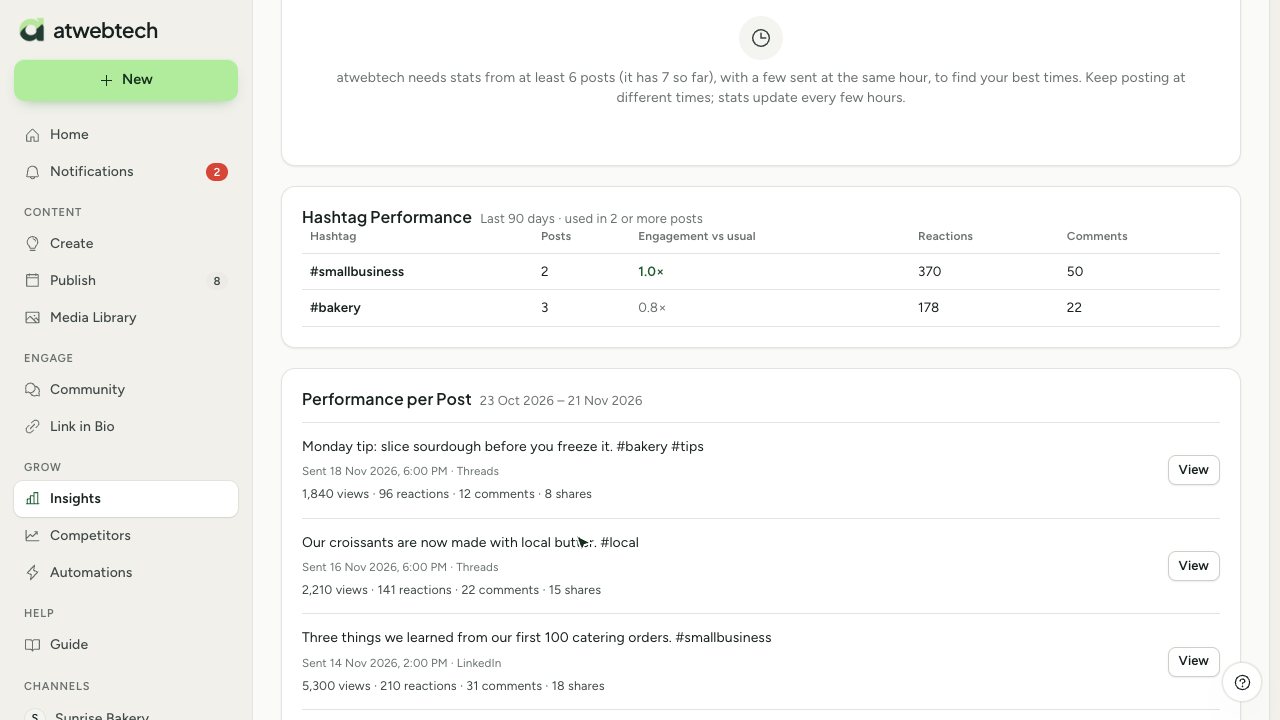 atwebtech
New
Home
Notifications 2
CONTENT
Create
Publish 8
Media Library
ENGAGE
Community
Link in Bio
GROW
Insights
Competitors
Automations
HELP
Guide
CHANNELS
S Sunrise Bakery
atwebtech needs stats from at least 6 posts (it has 7 so far), with a few sent at the same hour, to find your best times. Keep posting at
different times; stats update every few hours.
Hashtag Performance Last 90 days · used in 2 or more posts
Hashtag Posts Engagement vs usual Reactions Comments
#smallbusiness 2 1.0× 370 50
#bakery 3 0.8× 178 22
Performance per Post 23 Oct 2026 – 21 Nov 2026
Monday tip: slice sourdough before you freeze it. #bakery #tips
Sent 18 Nov 2026, 6:00 PM · Threads
1,840 views · 96 reactions · 12 comments · 8 shares
View
Our croissants are now made with local butter. #local
Sent 16 Nov 2026, 6:00 PM · Threads
2,210 views · 141 reactions · 22 comments · 15 shares
View
Three things we learned from our first 100 catering orders. #smallbusiness
Sent 14 Nov 2026, 2:00 PM · LinkedIn
5,300 views · 210 reactions · 31 comments · 18 shares
View